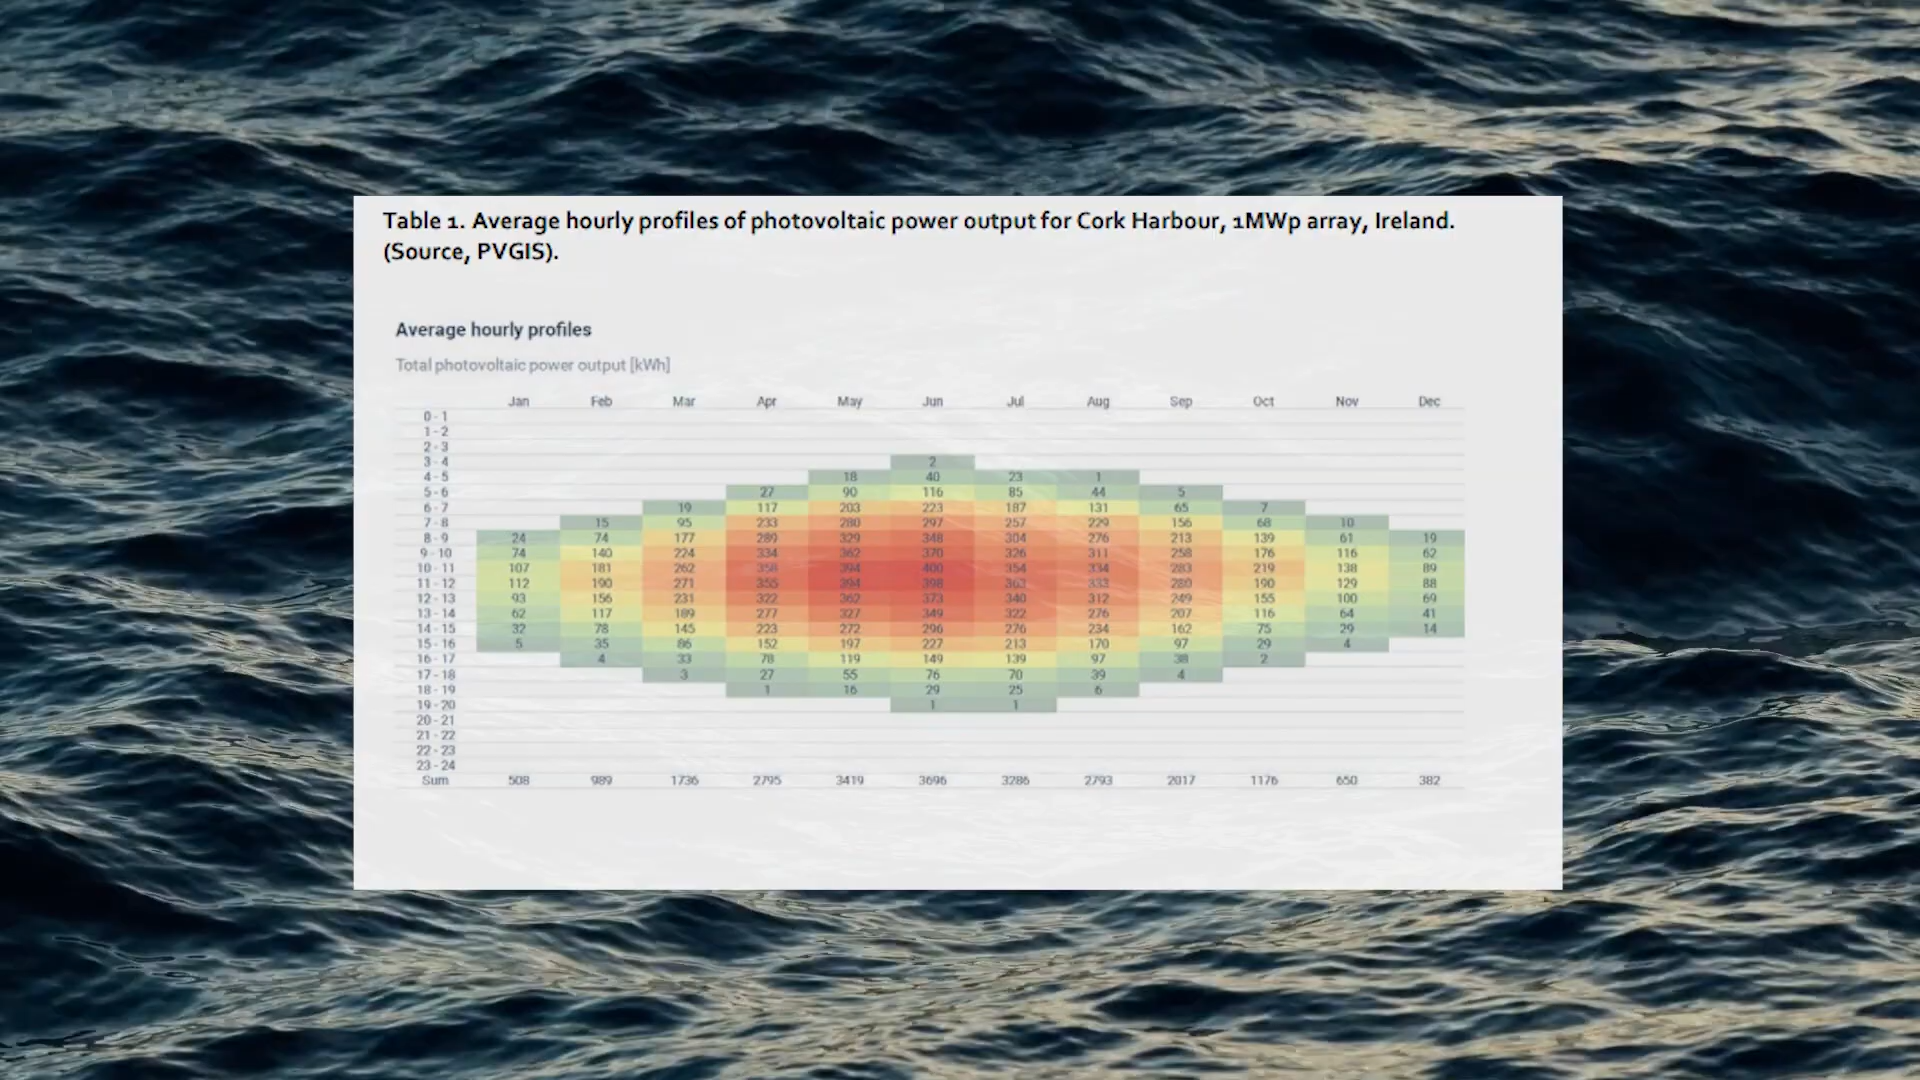 Table 1. Average hourly profiles of photovoltaic power output for Cork Harbour, 1MWp array, Ireland.
(Source, PVGIS).
Average hourly profiles
Total photovoltaic power output [kWh]
Jan Feb Mar Apr May Jun Jul Aug Sep Oct Nov Dec
0 - 1
1 - 2
2 - 3
3 - 4 2
4 - 5 18 40 23 1
5 - 6 27 90 116 85 44 5
6 - 7 19 117 203 223 187 131 65 7
7 - 8 15 95 233 280 297 257 229 156 68 10
8 - 9 24 74 177 289 329 348 304 276 213 139 61 19
9 - 10 74 140 224 334 362 370 326 311 258 176 116 62
10 - 11 107 181 262 358 394 400 354 334 283 219 138 89
11 - 12 112 190 271 355 394 398 363 333 280 190 129 88
12 - 13 93 156 231 322 362 373 340 312 249 155 100 69
13 - 14 62 117 189 277 327 349 322 276 207 116 64 41
14 - 15 32 78 145 223 272 296 276 234 162 75 29 14
15 - 16 5 35 86 152 197 227 213 170 97 29 4
16 - 17 4 33 78 119 149 139 97 38 2
17 - 18 3 27 55 76 70 39 4
18 - 19 1 16 29 25 6
19 - 20 1 1
20 - 21
21 - 22
22 - 23
23 - 24
Sum 508 989 1736 2795 3419 3696 3286 2793 2017 1176 650 382